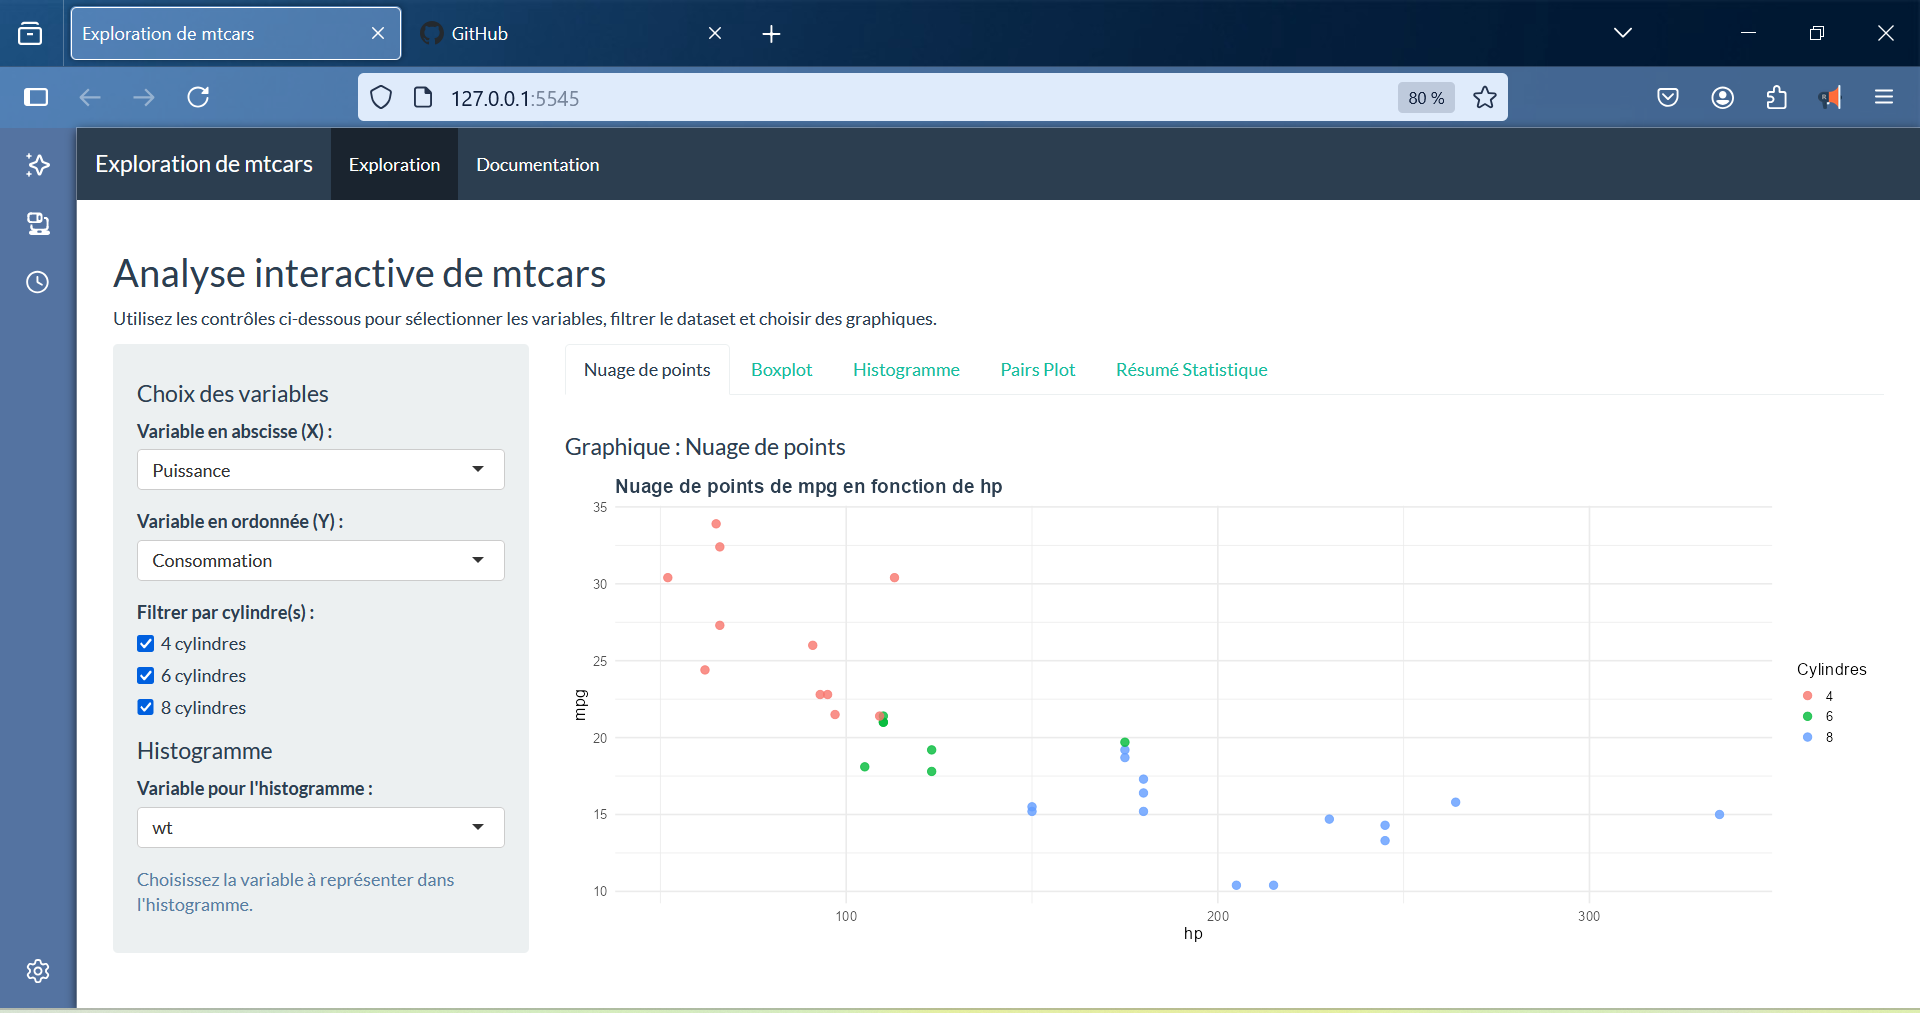 Exploration de mtcars
GitHub
127.0.0.1:5545
80 %
Exploration de mtcars
Exploration
Documentation
Analyse interactive de mtcars
Utilisez les contrôles ci-dessous pour sélectionner les variables, filtrer le dataset et choisir des graphiques.
Choix des variables
Variable en abscisse (X) :
Puissance
Variable en ordonnée (Y) :
Consommation
Filtrer par cylindre(s) :
4 cylindres
6 cylindres
8 cylindres
Histogramme
Variable pour l'histogramme :
wt
Choisissez la variable à représenter dans
l'histogramme.
Nuage de points
Boxplot
Histogramme
Pairs Plot
Résumé Statistique
Graphique : Nuage de points
Nuage de points de mpg en fonction de hp
35
30
25
20
15
10
mpg
100
200
300
hp
Cylindres
4
6
8